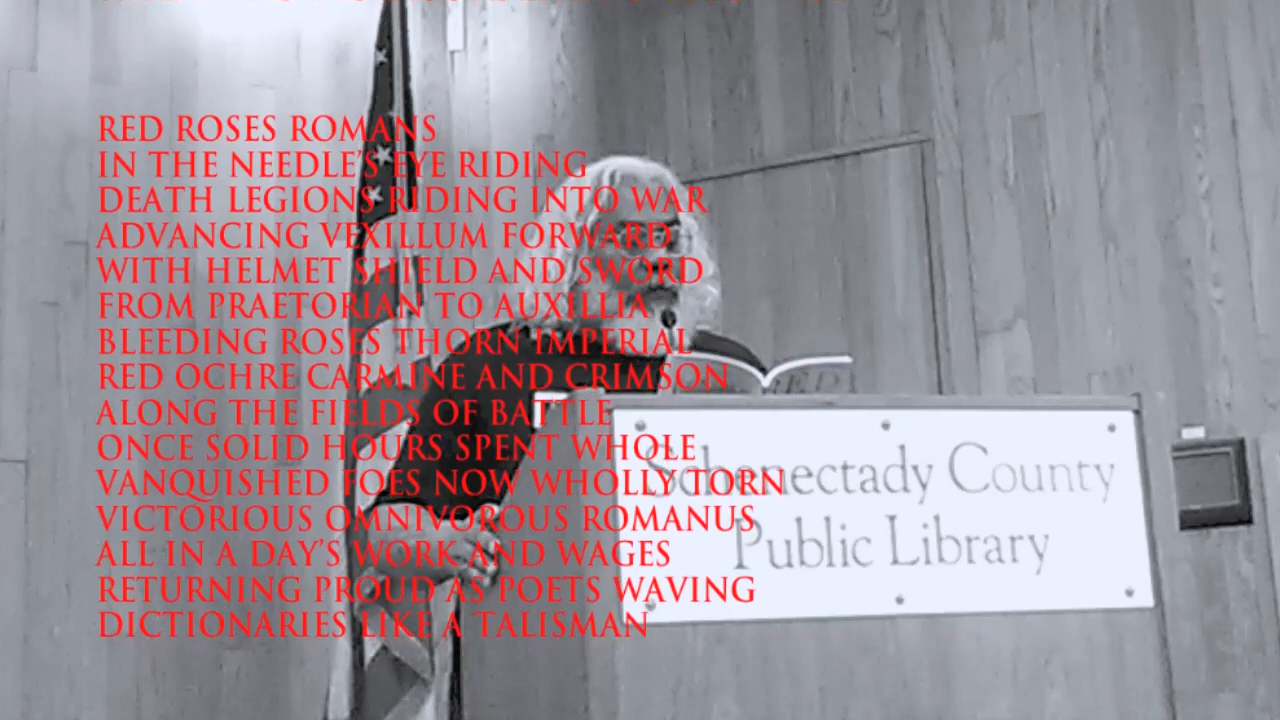 RED ROSES ROMANS
IN THE NEEDLE'S EYE RIDING
DEATH LEGIONS RIDING INTO WAR
ADVANCING VEXILLUM FORWARD
WITH HELMET SHIELD AND SWORD
FROM PRAETORIAN TO AUXILLIA
BLEEDING ROSES THORN IMPERIAL
RED OCHRE CARMINE AND CRIMSON
ALONG THE FIELDS OF BATTLE
ONCE SOLID HOURS SPENT WHOLE
VANQUISHED FOES NOW WHOLLY TORN
VICTORIOUS OMNIVOROUS ROMANUS
ALL IN A DAY'S WORK AND WAGES
RETURNING PROUD AS POETS WAVING
DICTIONARIES LIKE A TALISMAN
Schenectady County
Public Library